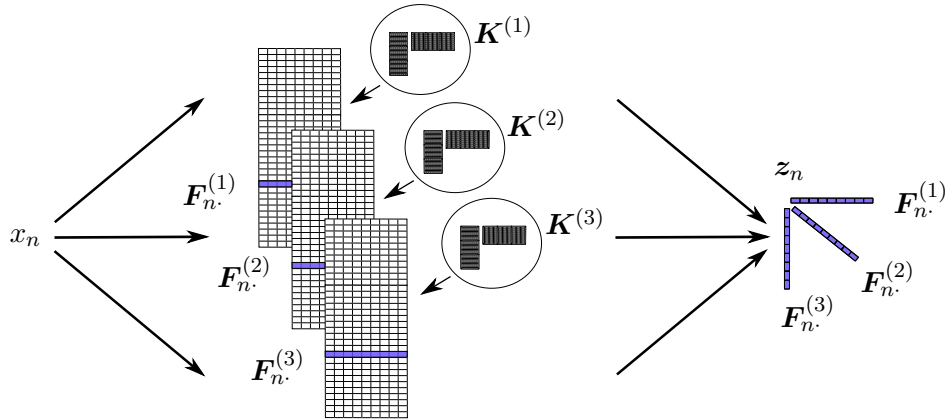 K^(1)
K^(2)
K^(3)
F_n·^(1)
x_n
F_n·^(2)
F_n·^(3)
z_n
F_n·^(1)
F_n·^(2)
F_n·^(3)